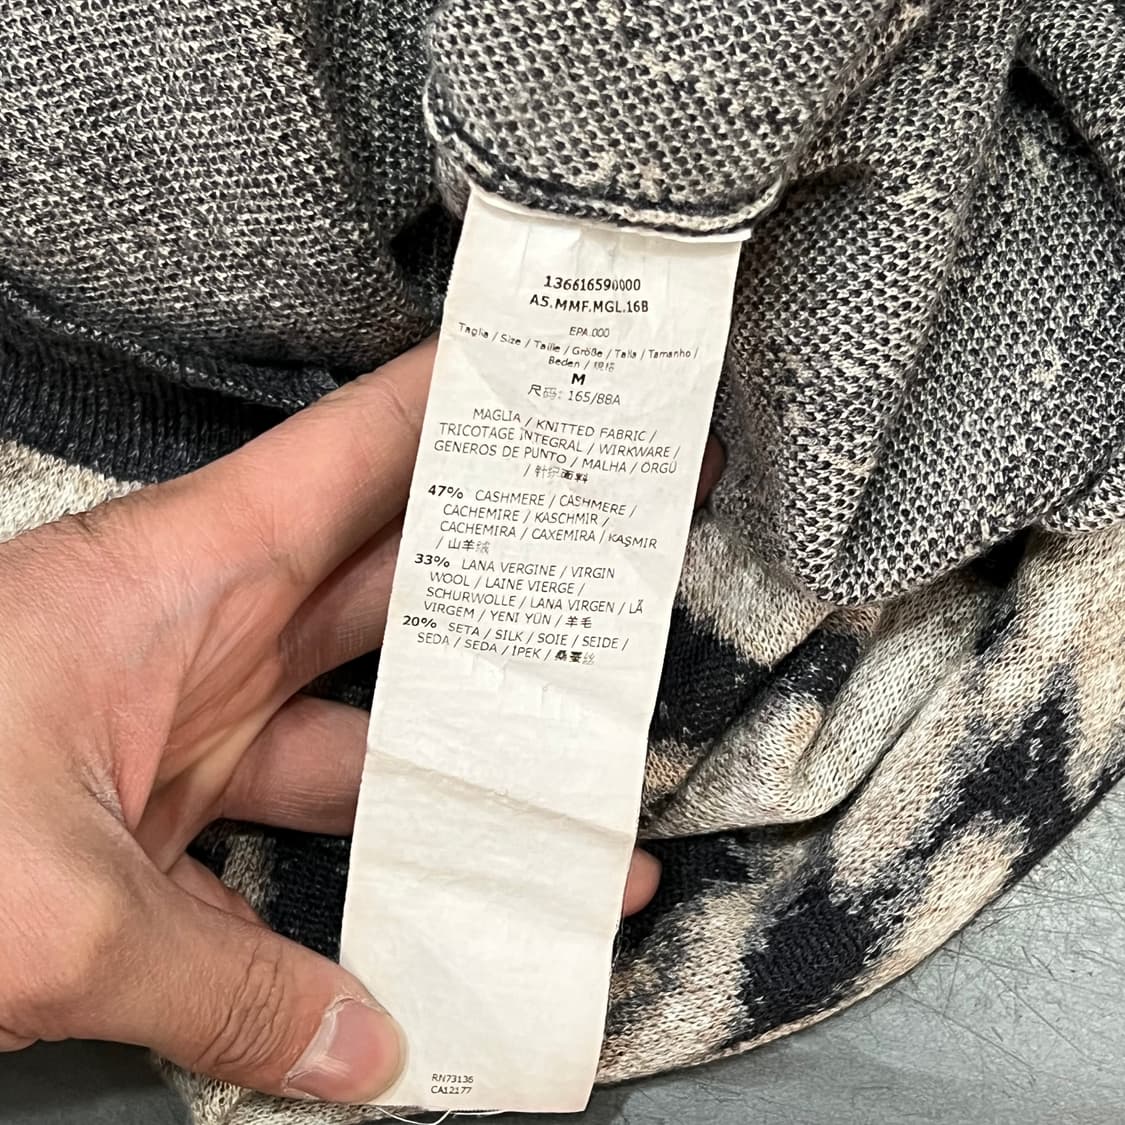 136616590000
A5.MMF.MGL.16B
EPA.000
Taglia / Size / Taille / Größe / Talla / Tamanho /
Beden / 规格
M
尺码: 165/88A
MAGLIA / KNITTED FABRIC /
TRICOTAGE INTEGRAL / WIRKWARE /
GENEROS DE PUNTO / MALHA / ÖRGÜ
/ 针织面料
47% CASHMERE / CASHMERE /
CACHEMIRE / KASCHMIR /
CACHEMIRA / CAXEMIRA / KAŞMIR
/ 山羊绒
33% LANA VERGINE / VIRGIN
WOOL / LAINE VIERGE /
SCHURWOLLE / LANA VIRGEN / LÃ
VIRGEM / YENI YÜN / 羊毛
20% SETA / SILK / SOIE / SEIDE /
SEDA / SEDA / İPEK / 桑蚕丝
RN73136
CA12177